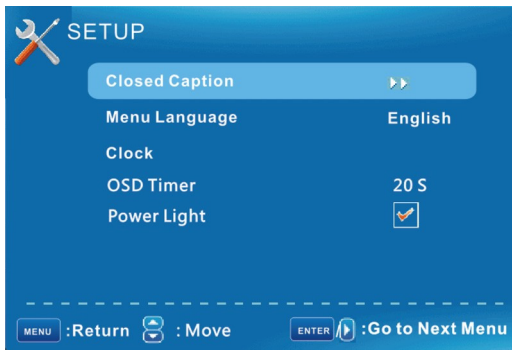 SETUP
Closed Caption
Menu Language English
Clock
OSD Timer 20 S
Power Light
MENU :Return : Move ENTER / :Go to Next Menu